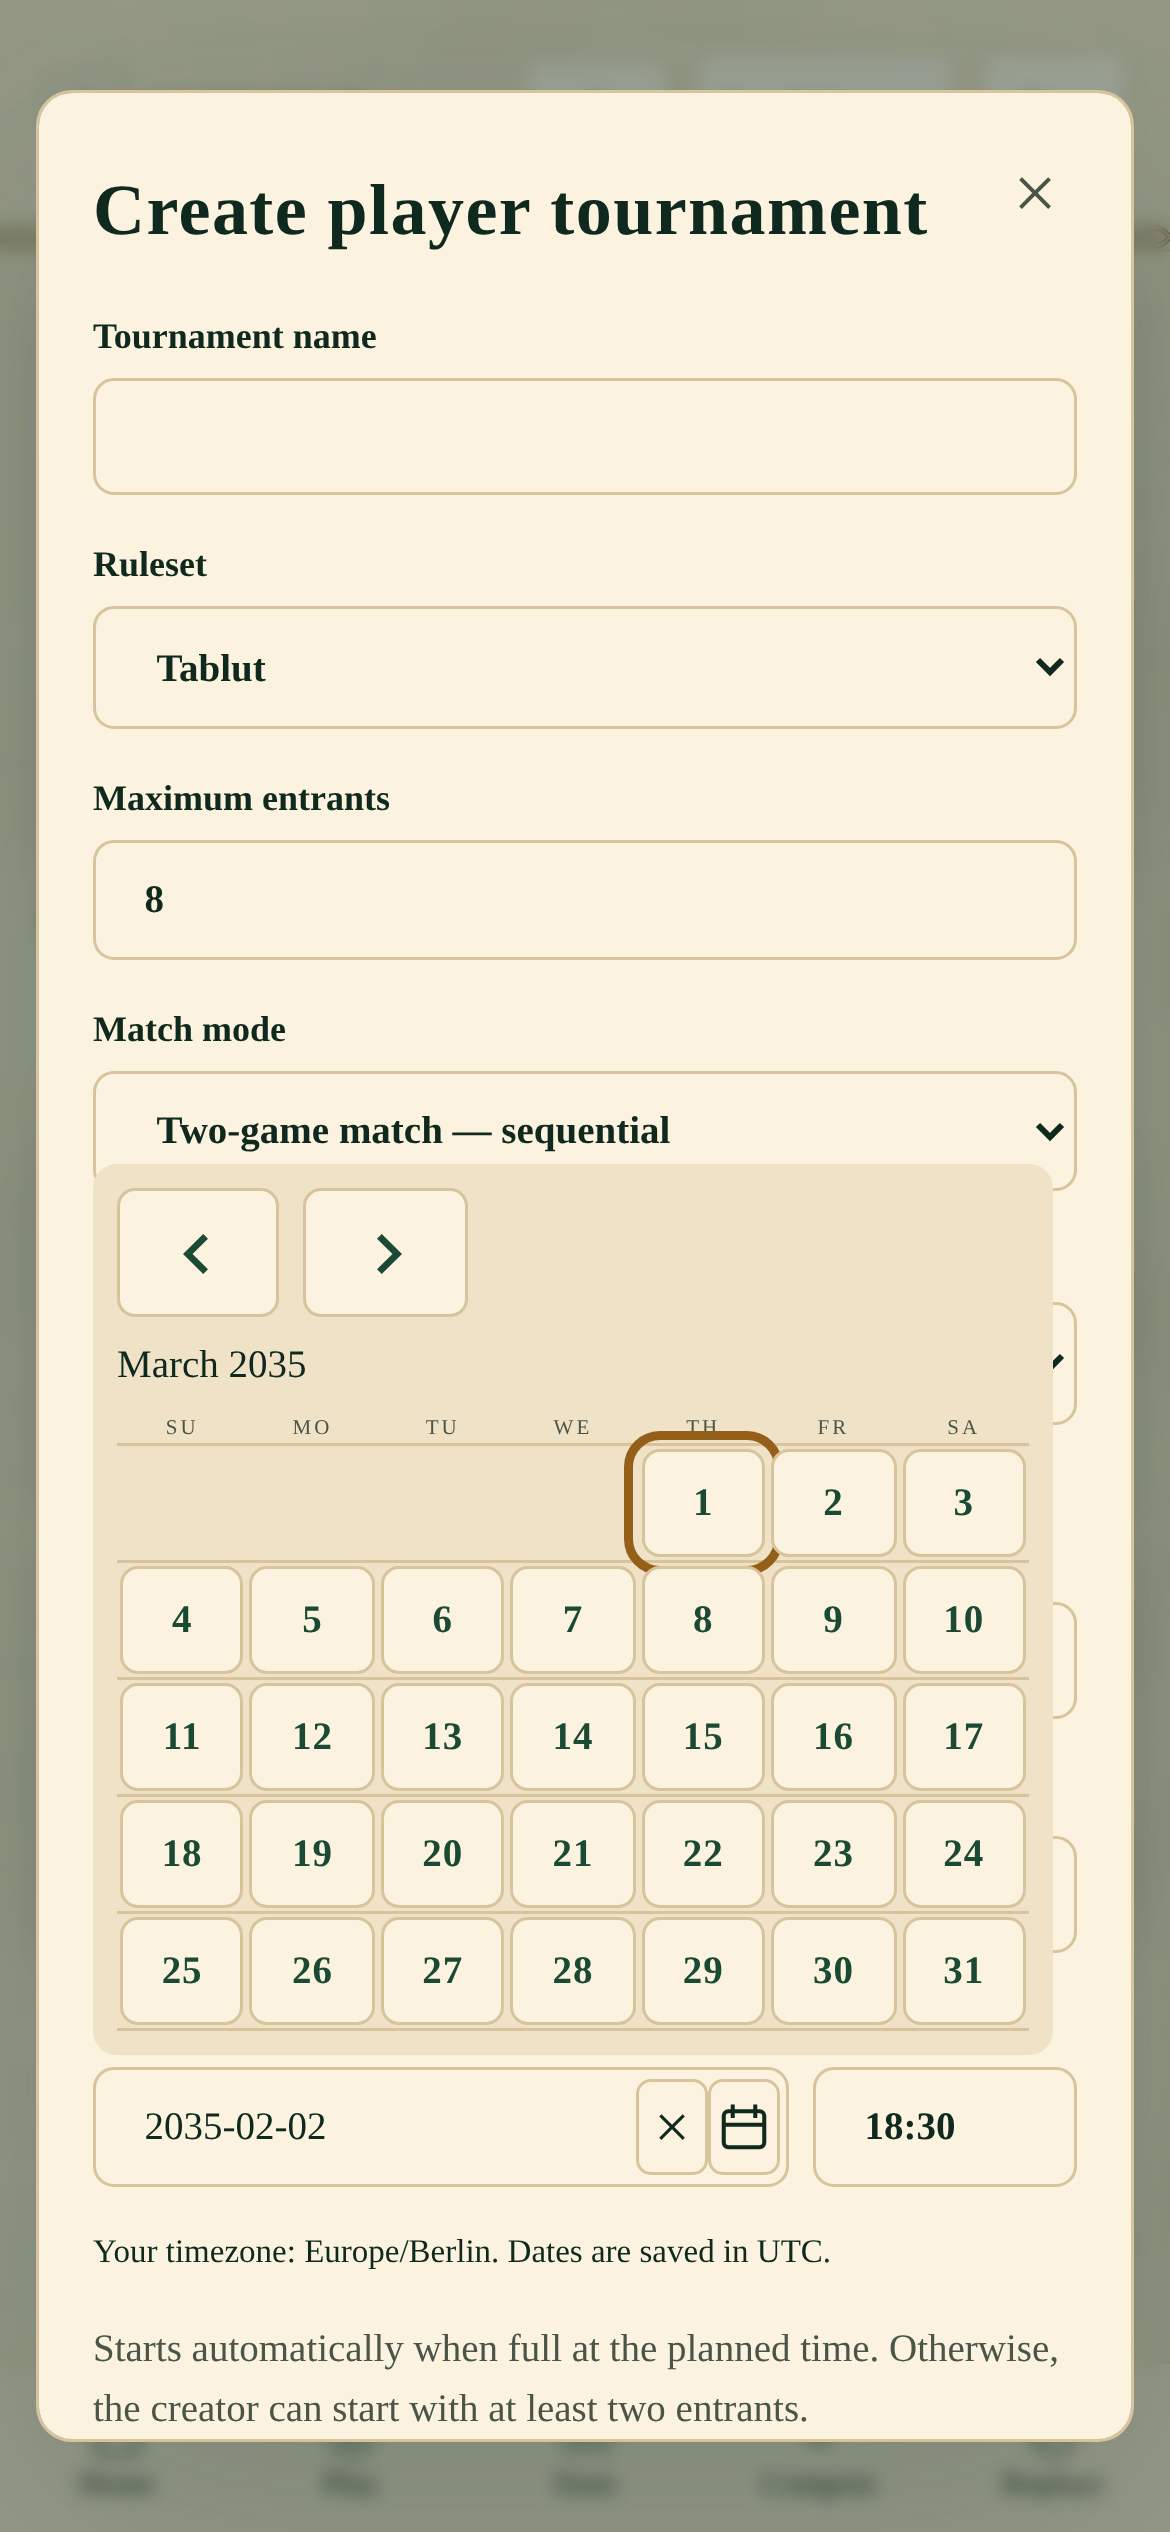 Create player tournament
Tournament name
Ruleset
Tablut
Maximum entrants
8
Match mode
Two-game match — sequential
March 2035
SU MO TU WE TH FR SA
1 2 3
4 5 6 7 8 9 10
11 12 13 14 15 16 17
18 19 20 21 22 23 24
25 26 27 28 29 30 31
2035-02-02 18:30
Your timezone: Europe/Berlin. Dates are saved in UTC.
Starts automatically when full at the planned time. Otherwise,
the creator can start with at least two entrants.